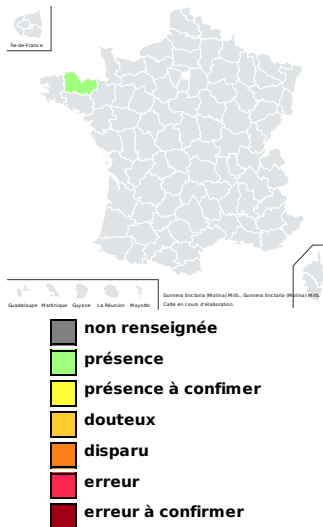 Île-de-France
Guadeloupe Martinique Guyane La Réunion Mayotte
Gunnera tinctoria (Molina) Mirb., Gunnera tinctoria (Molina) Mirb.
Carte en cours d'élaboration.
non renseignée
présence
présence à confimer
douteux
disparu
erreur
erreur à confirmer